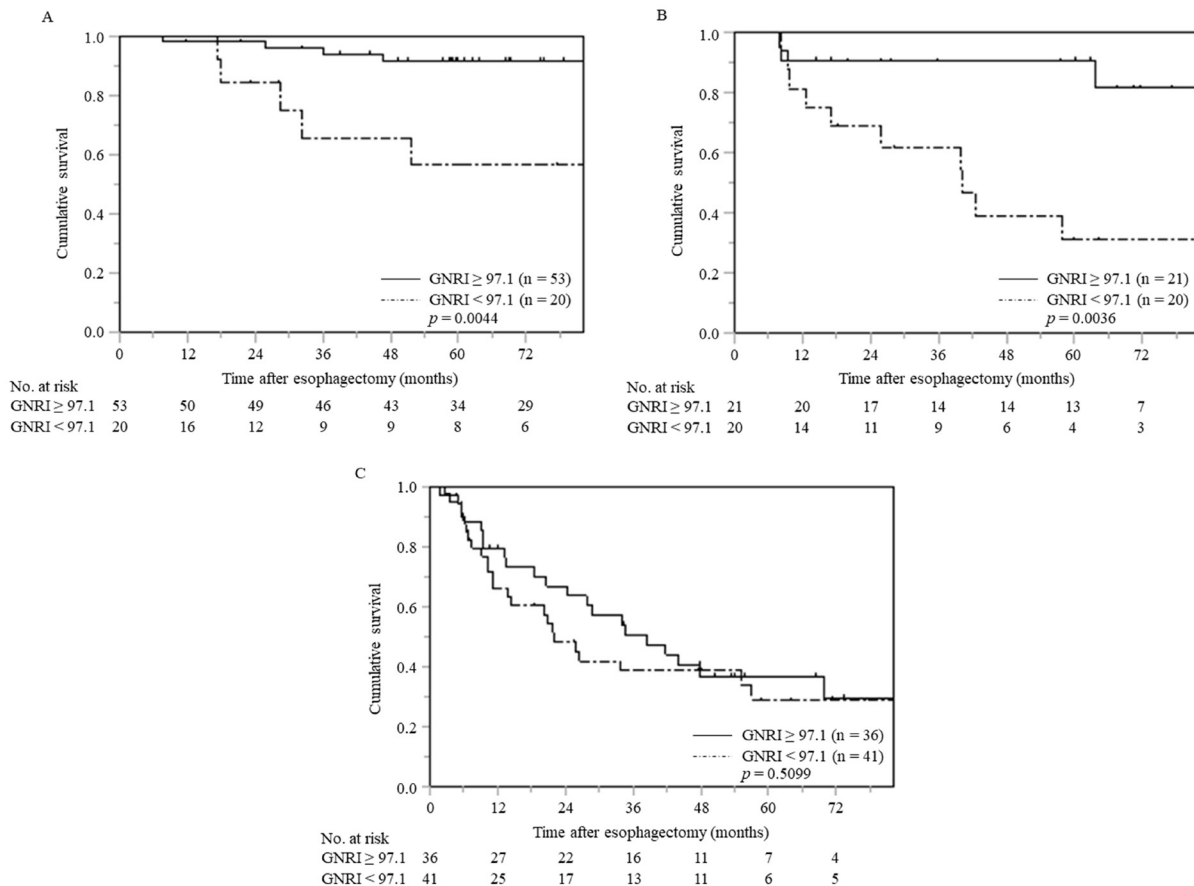 A
Cumulative survival
1.0
0.8
0.6
0.4
0.2
0.0
GNRI ≥ 97.1 (n = 53)
GNRI < 97.1 (n = 20)
p = 0.0044
0 12 24 36 48 60 72
Time after esophagectomy (months)
No. at risk
GNRI ≥ 97.1 53 50 49 46 43 34 29
GNRI < 97.1 20 16 12 9 9 8 6
B
Cumulative survival
1.0
0.8
0.6
0.4
0.2
0.0
GNRI ≥ 97.1 (n = 21)
GNRI < 97.1 (n = 20)
p = 0.0036
0 12 24 36 48 60 72
Time after esophagectomy (months)
No. at risk
GNRI ≥ 97.1 21 20 17 14 14 13 7
GNRI < 97.1 20 14 11 9 6 4 3
C
Cumulative survival
1.0
0.8
0.6
0.4
0.2
0.0
GNRI ≥ 97.1 (n = 36)
GNRI < 97.1 (n = 41)
p = 0.5099
0 12 24 36 48 60 72
Time after esophagectomy (months)
No. at risk
GNRI ≥ 97.1 36 27 22 16 11 7 4
GNRI < 97.1 41 25 17 13 11 6 5